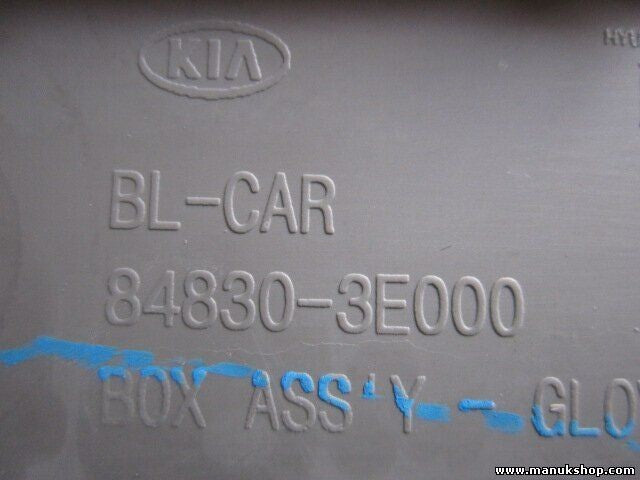 KIA
BL-CAR
84830-3E000
BOX ASS'Y - GLO
www.manukshop.com